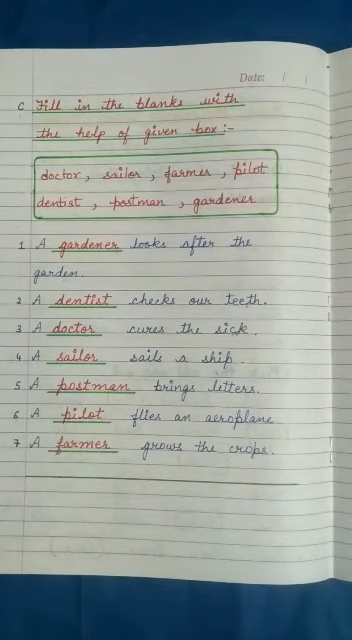 Date: / /
C Fill in the blanks with
the help of given box:-
doctor, sailor, farmer, pilot
dentist, postman, gardener
1 A gardener looks after the
garden.
2 A dentist checks our teeth.
3 A doctor cures the sick.
4 A sailor sails a ship.
5 A postman brings letters.
6 A pilot flies an aeroplane
7 A farmer grows the crops.